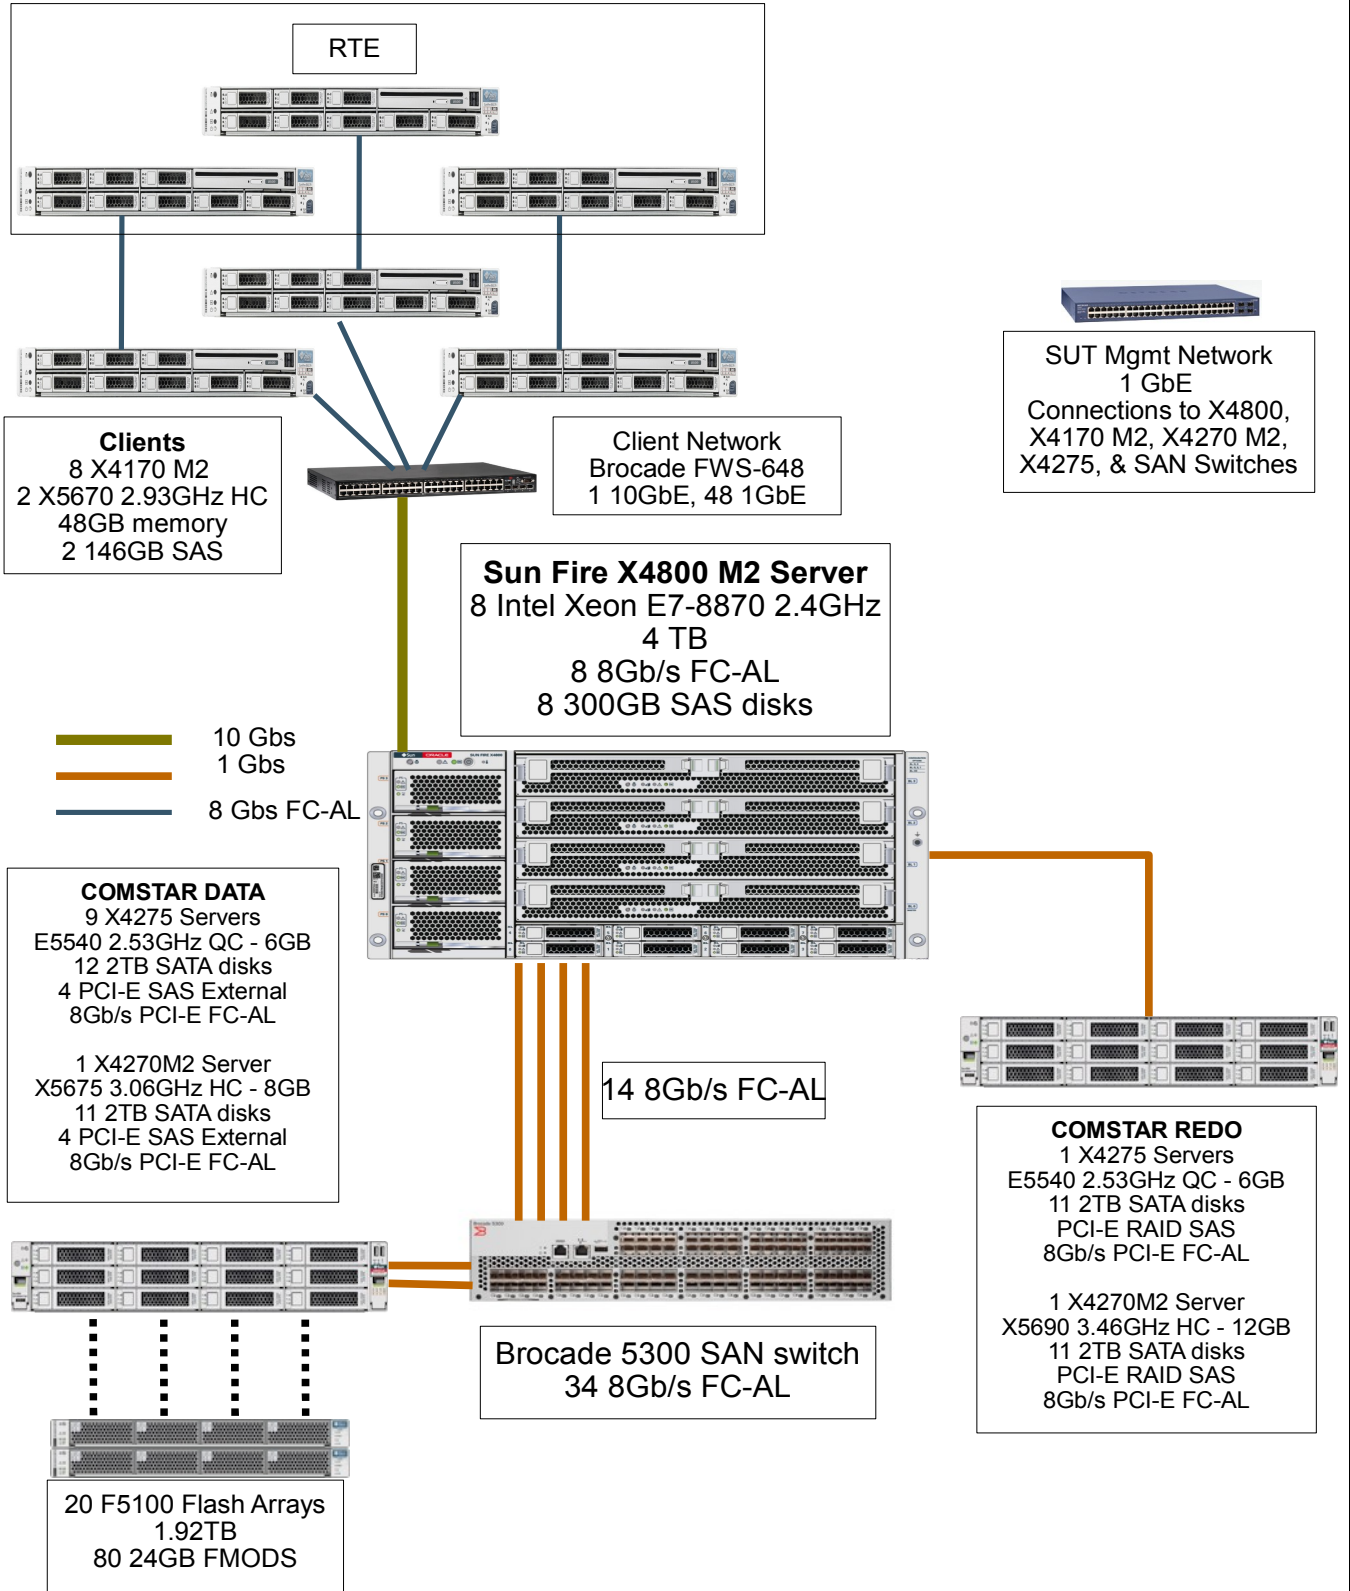 RTE
SUT Mgmt Network
1 GbE
Connections to X4800,
X4170 M2, X4270 M2,
X4275, & SAN Switches
Clients
8 X4170 M2
2 X5670 2.93GHz HC
48GB memory
2 146GB SAS
Client Network
Brocade FWS-648
1 10GbE, 48 1GbE
Sun Fire X4800 M2 Server
8 Intel Xeon E7-8870 2.4GHz
4 TB
8 8Gb/s FC-AL
8 300GB SAS disks
10 Gbs
1 Gbs
8 Gbs FC-AL
Sun
ORACLE
SUN FIRE X4800
COMSTAR DATA
9 X4275 Servers
E5540 2.53GHz QC - 6GB
12 2TB SATA disks
4 PCI-E SAS External
8Gb/s PCI-E FC-AL
1 X4270M2 Server
X5675 3.06GHz HC - 8GB
11 2TB SATA disks
4 PCI-E SAS External
8Gb/s PCI-E FC-AL
14 8Gb/s FC-AL
COMSTAR REDO
1 X4275 Servers
E5540 2.53GHz QC - 6GB
11 2TB SATA disks
PCI-E RAID SAS
8Gb/s PCI-E FC-AL
1 X4270M2 Server
X5690 3.46GHz HC - 12GB
11 2TB SATA disks
PCI-E RAID SAS
8Gb/s PCI-E FC-AL
Brocade 5300
Brocade 5300 SAN switch
34 8Gb/s FC-AL
20 F5100 Flash Arrays
1.92TB
80 24GB FMODS